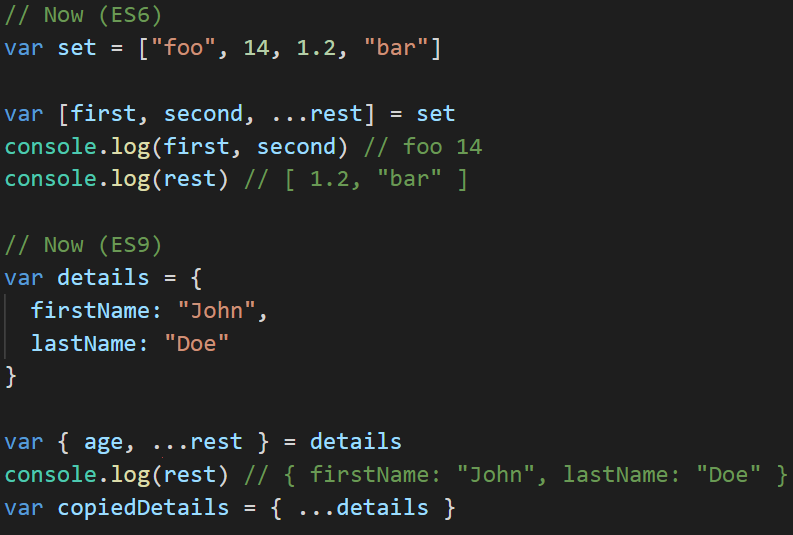 // Now (ES6)
var set = ["foo", 14, 1.2, "bar"]
var [first, second, ...rest] = set
console.log(first, second) // foo 14
console.log(rest) // [ 1.2, "bar" ]
// Now (ES9)
var details = {
  firstName: "John",
  lastName: "Doe"
}
var { age, ...rest } = details
console.log(rest) // { firstName: "John", lastName: "Doe" }
var copiedDetails = { ...details }